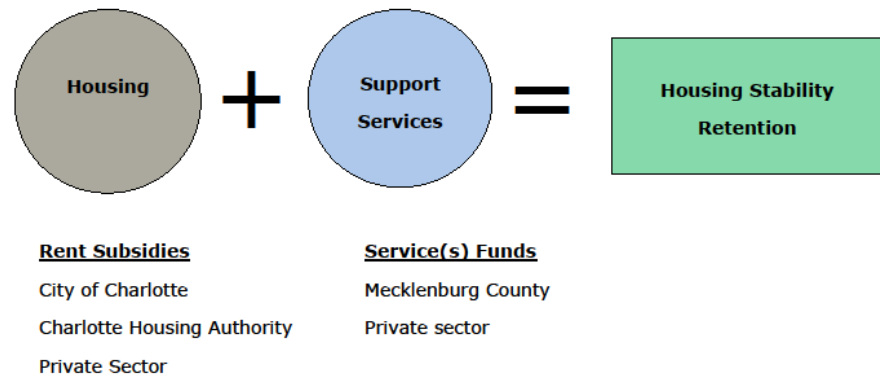 Housing
+
Support
Services
=
Housing Stability
Retention
Rent Subsidies
City of Charlotte
Charlotte Housing Authority
Private Sector
Service(s) Funds
Mecklenburg County
Private sector